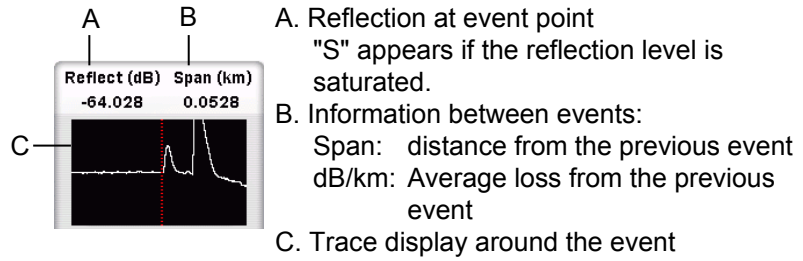 A B
Reflect (dB) Span (km)
-64.028 0.0528
C
A. Reflection at event point
"S" appears if the reflection level is
saturated.
B. Information between events:
Span: distance from the previous event
dB/km: Average loss from the previous
event
C. Trace display around the event